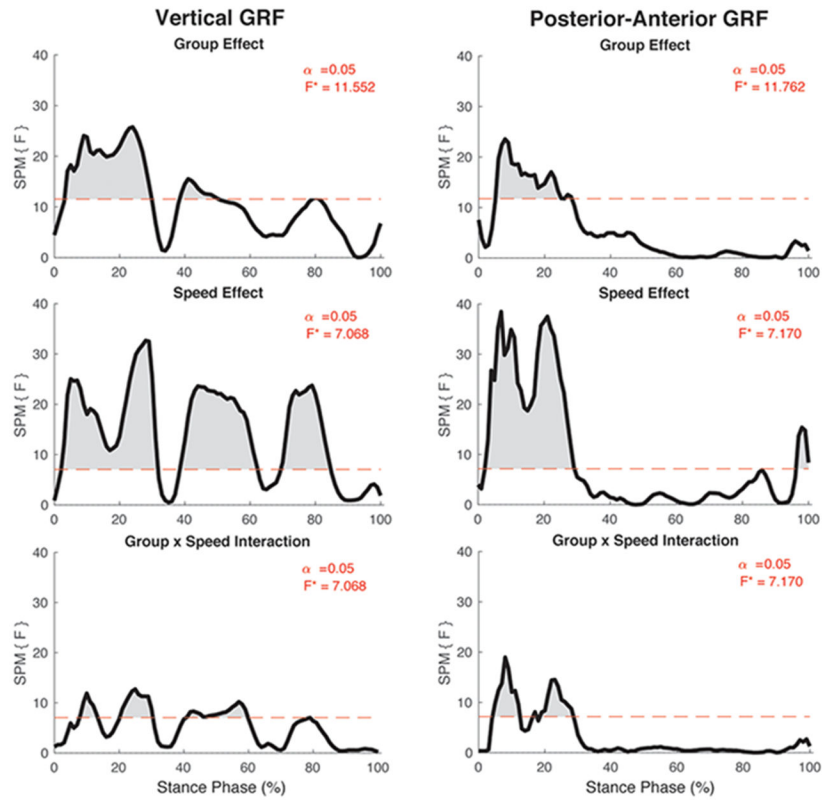 Vertical GRF
Group Effect
α =0.05
F* = 11.552
SPM { F }
40
30
20
10
0
0 20 40 60 80 100
Posterior-Anterior GRF
Group Effect
α =0.05
F* = 11.762
SPM { F }
40
30
20
10
0
0 20 40 60 80 100
Speed Effect
α =0.05
F* = 7.068
SPM { F }
40
30
20
10
0
0 20 40 60 80 100
Speed Effect
α =0.05
F* = 7.170
SPM { F }
40
30
20
10
0
0 20 40 60 80 100
Group x Speed Interaction
α =0.05
F* = 7.068
SPM { F }
40
30
20
10
0
0 20 40 60 80 100
Stance Phase (%)
Group x Speed Interaction
α =0.05
F* = 7.170
SPM { F }
40
30
20
10
0
0 20 40 60 80 100
Stance Phase (%)